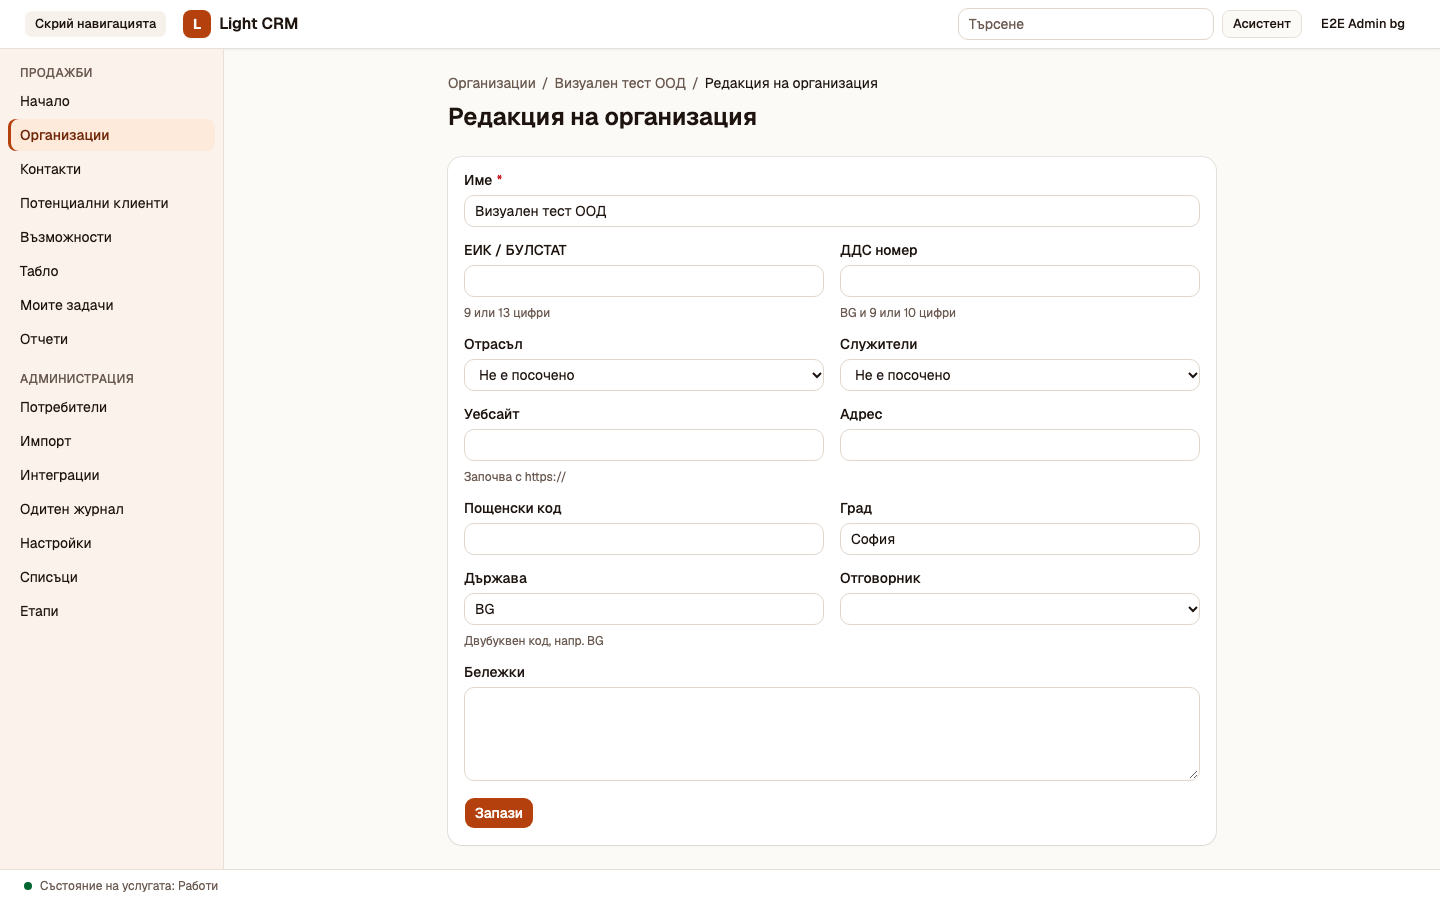 Скрий навигацията
L
Light CRM
Търсене
Асистент
E2E Admin bg
ПРОДАЖБИ
Начало
Организации
Контакти
Потенциални клиенти
Възможности
Табло
Моите задачи
Отчети
АДМИНИСТРАЦИЯ
Потребители
Импорт
Интеграции
Одитен журнал
Настройки
Списъци
Етапи
Организации / Визуален тест ООД / Редакция на организация
Редакция на организация
Име *
Визуален тест ООД
ЕИК / БУЛСТАТ
ДДС номер
9 или 13 цифри
BG и 9 или 10 цифри
Отрасъл
Служители
Не е посочено
Не е посочено
Уебсайт
Адрес
Започва с https://
Пощенски код
Град
София
Държава
Отговорник
BG
Двубуквен код, напр. BG
Бележки
Запази
Състояние на услугата: Работи